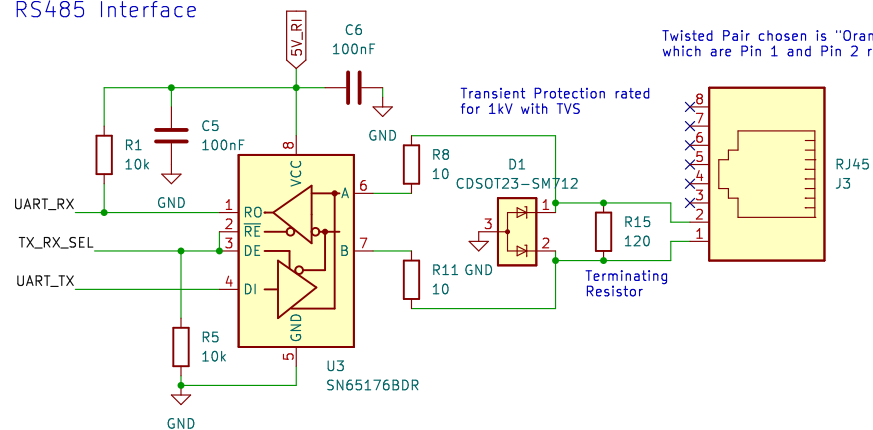 RS485 Interface
5V_RI
C6
100nF
Twisted Pair chosen is "Oran
which are Pin 1 and Pin 2 r
Transient Protection rated
for 1kV with TVS
GND
R1
10k
C5
100nF
GND
8
VCC
R8
10
D1
CDSOT23-SM712
8
7
6
5
4
3
2
1
RJ45
J3
UART_RX
1
RO
A
6
2
RE
TX_RX_SEL
3
DE
B
7
UART_TX
4
DI
GND
5
3
1
2
GND
R15
120
R11
10
Terminating
Resistor
R5
10k
U3
SN65176BDR
GND